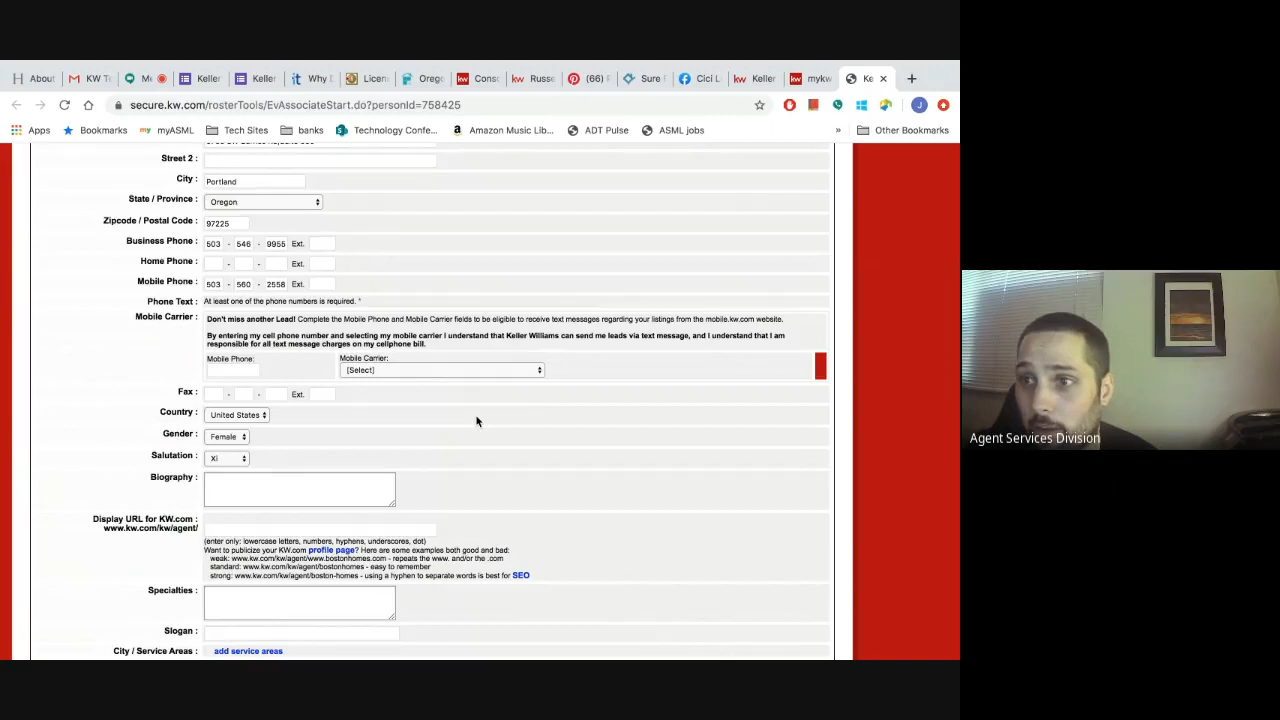 About
KW Te
Me
Keller
Keller
Why D
Licen
Orego
Consc
Russe
(66) F
Sure f
Cici L
Keller
mykw
Ke
secure.kw.com/rosterTools/EvAssociateStart.do?personId=758425
Apps
Bookmarks
myASML
Tech Sites
banks
Technology Confe...
Amazon Music Lib...
ADT Pulse
ASML jobs
»
Other Bookmarks
Street 2 :
City : Portland
State / Province : Oregon
Zipcode / Postal Code : 97225
Business Phone : 503 - 546 - 9955 Ext.
Home Phone : - - Ext.
Mobile Phone : 503 - 560 - 2558 Ext.
Phone Text : At least one of the phone numbers is required. *
Mobile Carrier : Don't miss another Lead! Complete the Mobile Phone and Mobile Carrier fields to be eligible to receive text messages regarding your listings from the mobile.kw.com website.
By entering my cell phone number and selecting my mobile carrier I understand that Keller Williams can send me leads via text message, and I understand that I am
responsible for all text message charges on my cellphone bill.
Mobile Phone: Mobile Carrier:
[Select]
Fax : - - Ext.
Country : United States
Gender : Female
Salutation : Xi
Biography :
Display URL for KW.com :
www.kw.com/kw/agent/
(enter only: lowercase letters, numbers, hyphens, underscores, dot)
Want to publicize your KW.com profile page? Here are some examples both good and bad:
weak: www.kw.com/kw/agent/www.bostonhomes.com - repeats the www. and/or the .com
standard: www.kw.com/kw/agent/bostonhomes - easy to remember
strong: www.kw.com/kw/agent/boston-homes - using a hyphen to separate words is best for SEO
Specialties :
Slogan :
City / Service Areas : add service areas
Agent Services Division